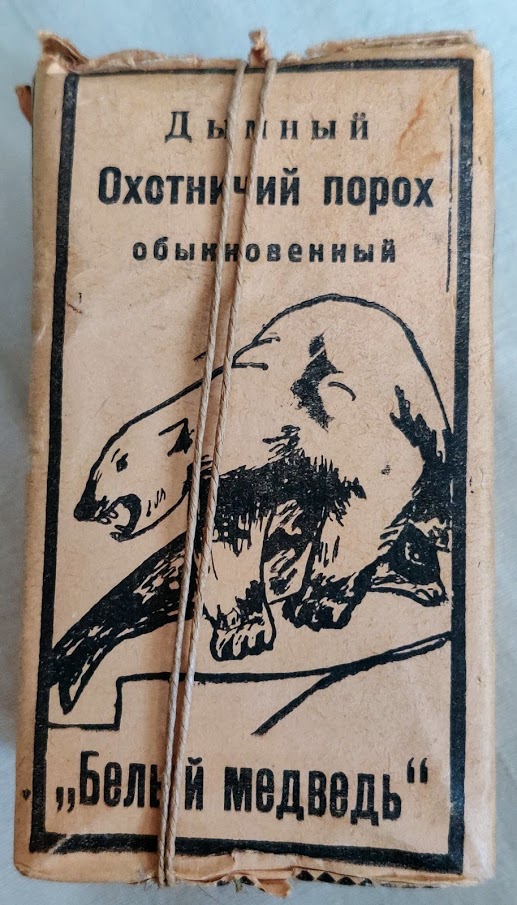 Дымный
Охотничий порох
обыкновенный
„Белый медведь“